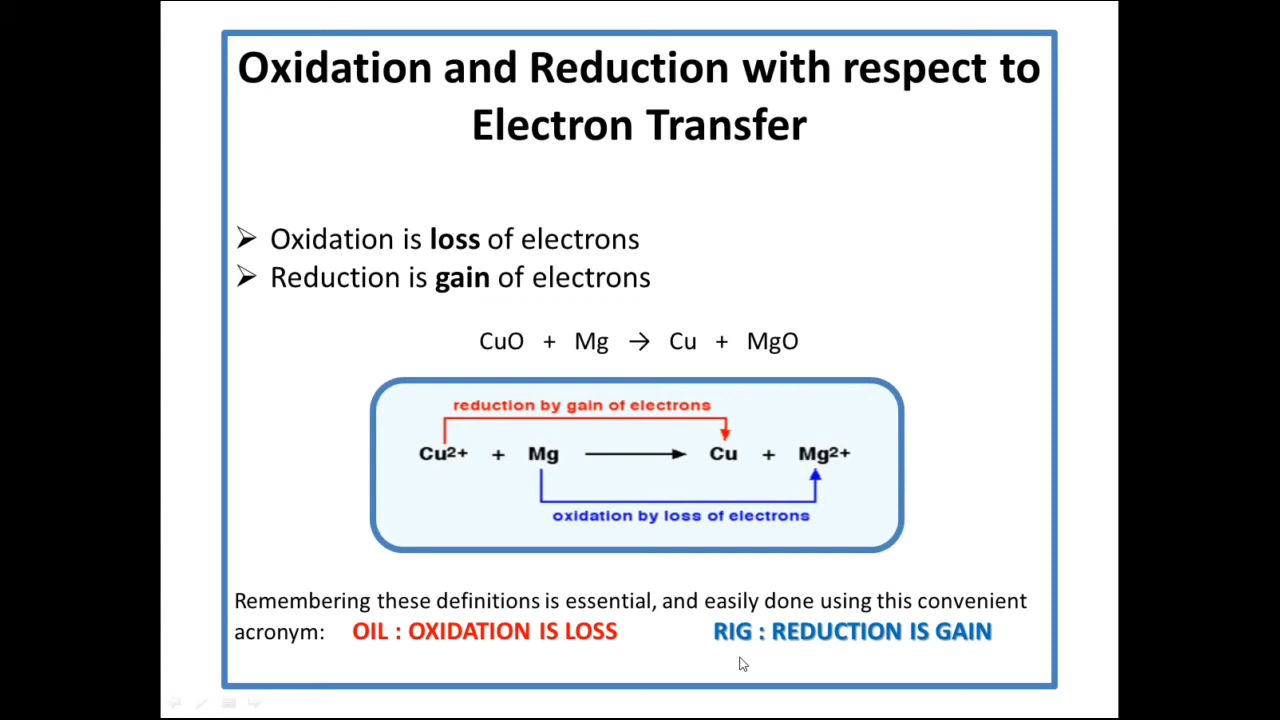 Oxidation and Reduction with respect to
Electron Transfer
➢ Oxidation is loss of electrons
➢ Reduction is gain of electrons
CuO + Mg → Cu + MgO
reduction by gain of electrons
Cu2+ + Mg ⟶ Cu + Mg2+
oxidation by loss of electrons
Remembering these definitions is essential, and easily done using this convenient
acronym: OIL : OXIDATION IS LOSS RIG : REDUCTION IS GAIN